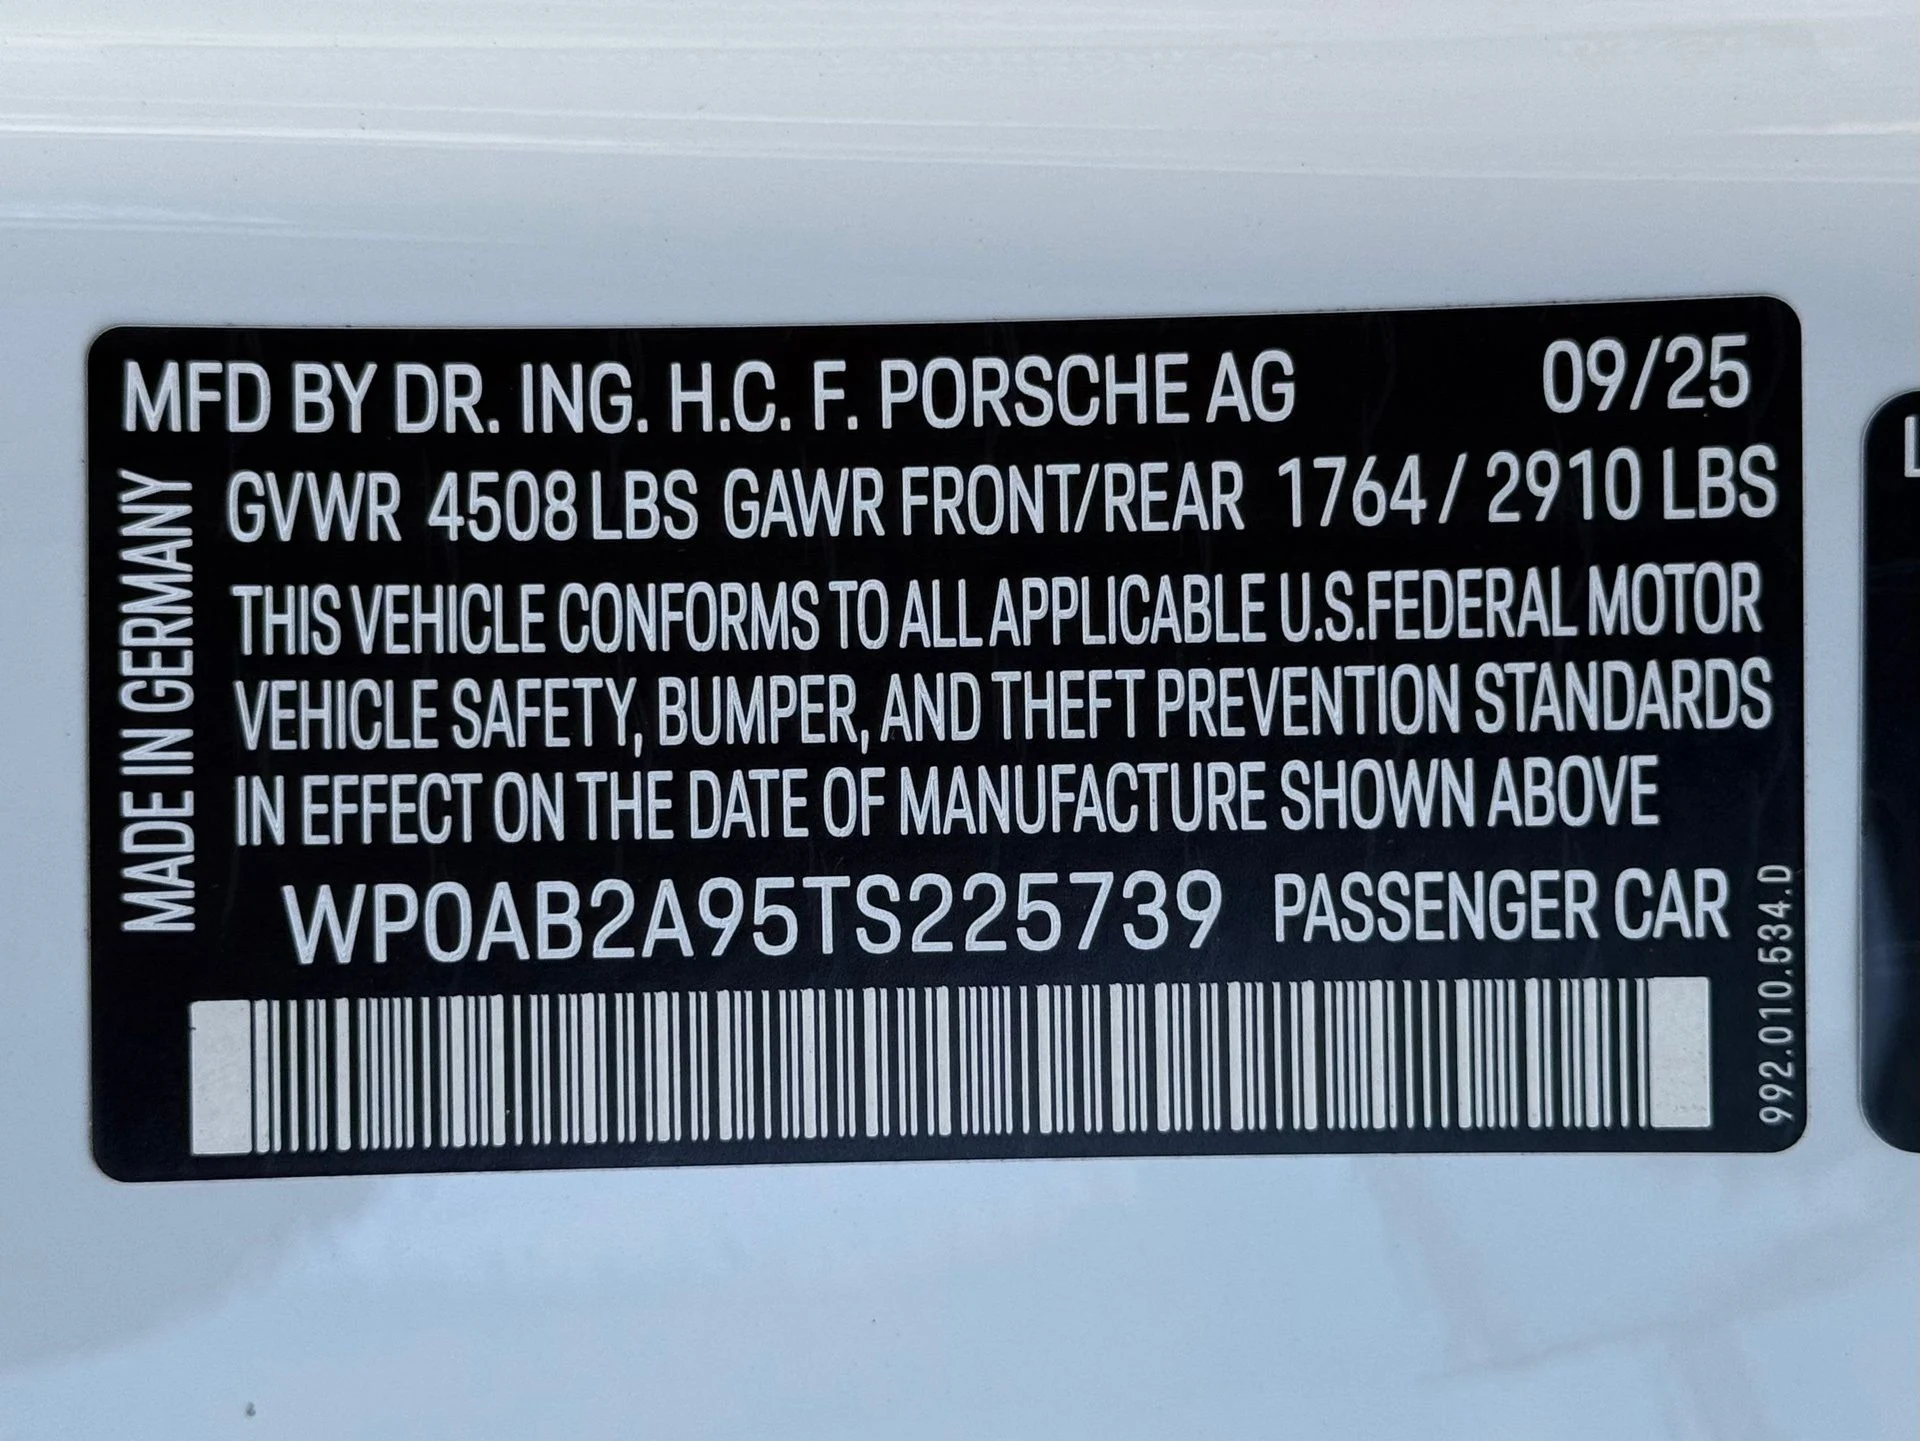 MFD BY DR. ING. H.C. F. PORSCHE AG 09/25
GVWR 4508 LBS GAWR FRONT/REAR 1764 / 2910 LBS
THIS VEHICLE CONFORMS TO ALL APPLICABLE U.S.FEDERAL MOTOR
VEHICLE SAFETY, BUMPER, AND THEFT PREVENTION STANDARDS
IN EFFECT ON THE DATE OF MANUFACTURE SHOWN ABOVE
WP0AB2A95TS225739 PASSENGER CAR
MADE IN GERMANY
992.010.534.D